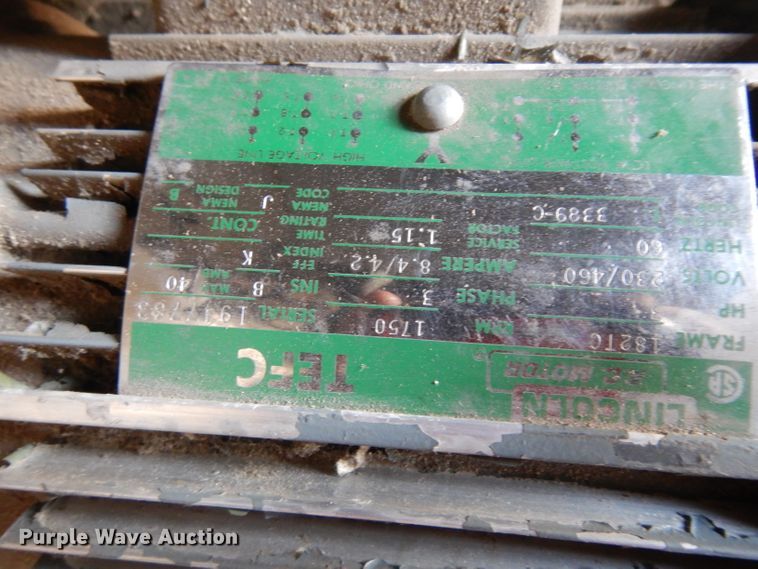 LINCOLN
A.C. MOTOR
TEFC
FRAME 182TC RPM 1750 SERIAL
HP PHASE 3 INS B MAX AMB 40
VOLTS 230/460 AMPERE 8.4/4.2 EFF INDEX K
HERTZ 60 SERVICE FACTOR 1.15 TIME RATING CONT
3389-C NEMA CODE J NEMA DESIGN B
HIGH VOLTAGE
Purple Wave Auction